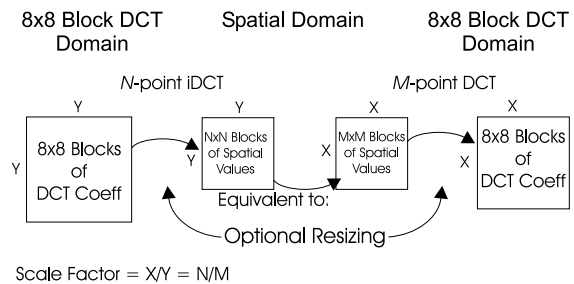 8x8 Block DCT
Domain
Spatial Domain
8x8 Block DCT
Domain
N-point iDCT
M-point DCT
Y
Y
8x8 Blocks
of
DCT Coeff
Y
Y
NxN Blocks
of Spatial
Values
X
X
MxM Blocks
of Spatial
Values
X
X
8x8 Blocks
of
DCT Coeff
Equivalent to:
Optional Resizing
Scale Factor = X/Y = N/M